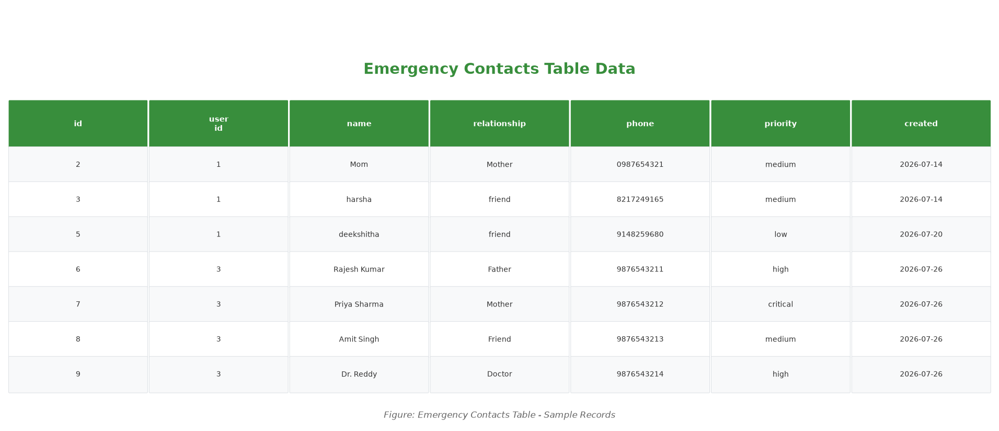 Emergency Contacts Table Data
id user id name relationship phone priority created
2 1 Mom Mother 0987654321 medium 2026-07-14
3 1 harsha friend 8217249165 medium 2026-07-14
5 1 deekshitha friend 9148259680 low 2026-07-20
6 3 Rajesh Kumar Father 9876543211 high 2026-07-26
7 3 Priya Sharma Mother 9876543212 critical 2026-07-26
8 3 Amit Singh Friend 9876543213 medium 2026-07-26
9 3 Dr. Reddy Doctor 9876543214 high 2026-07-26
Figure: Emergency Contacts Table - Sample Records